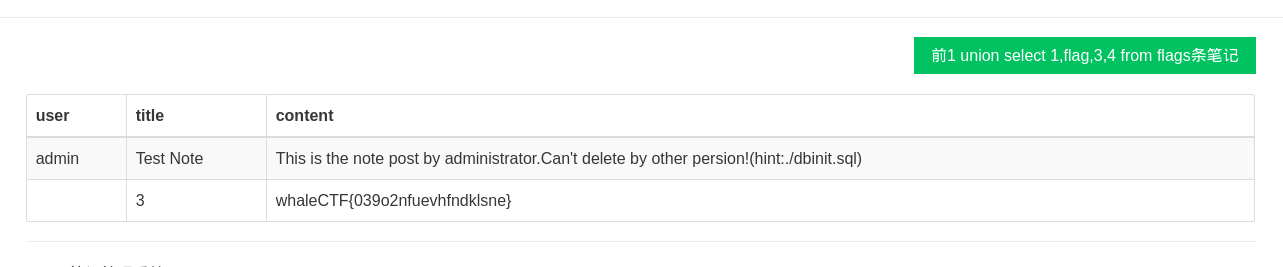 前1 union select 1,flag,3,4 from flags条笔记
user title content
admin Test Note This is the note post by administrator.Can't delete by other persion!(hint:./dbinit.sql)
3 whaleCTF{039o2nfuevhfndklsne}